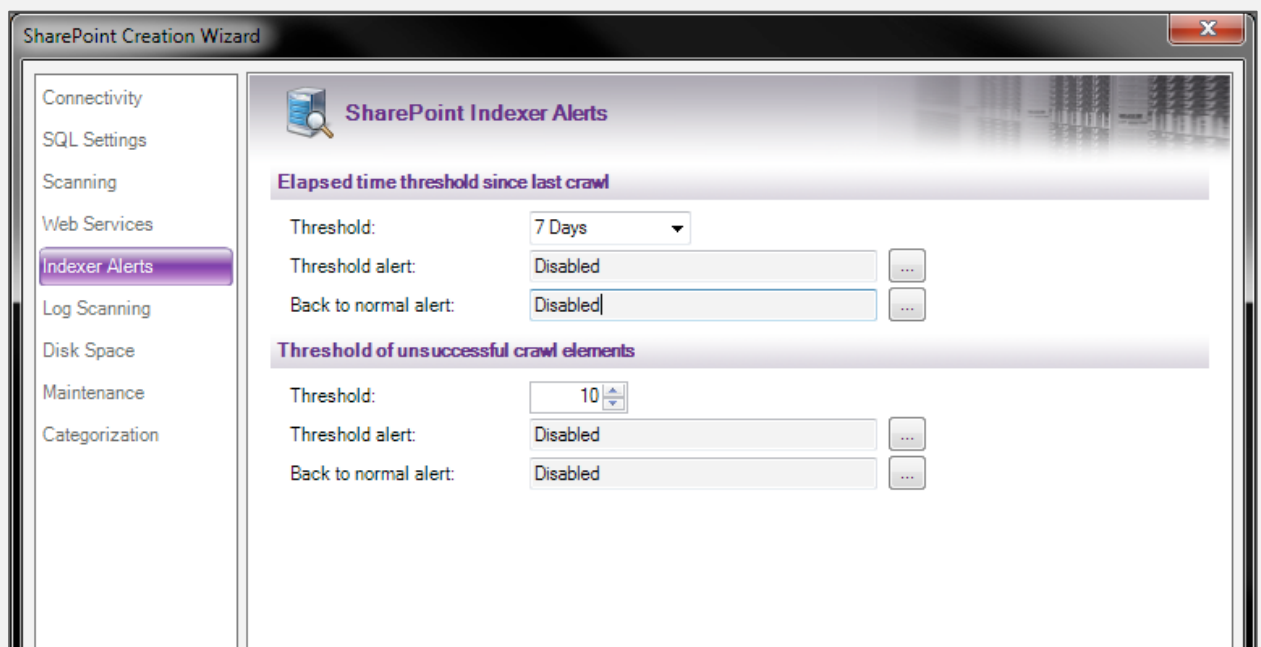 SharePoint Creation Wizard
Connectivity
SQL Settings
Scanning
Web Services
Indexer Alerts
Log Scanning
Disk Space
Maintenance
Categorization
SharePoint Indexer Alerts
Elapsed time threshold since last crawl
Threshold: 7 Days
Threshold alert: Disabled ...
Back to normal alert: Disabled ...
Threshold of unsuccessful crawl elements
Threshold: 10
Threshold alert: Disabled ...
Back to normal alert: Disabled ...